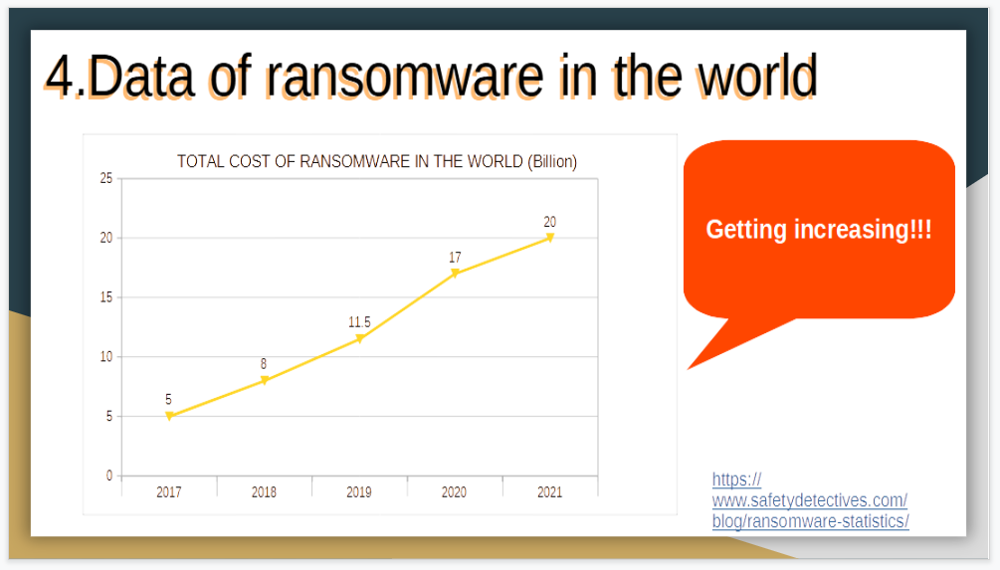 4.Data of ransomware in the world
TOTAL COST OF RANSOMWARE IN THE WORLD (Billion)
25
20
15
10
5
0
5
8
11.5
17
20
2017 2018 2019 2020 2021
Getting increasing!!!
https://
www.safetydetectives.com/
blog/ransomware-statistics/